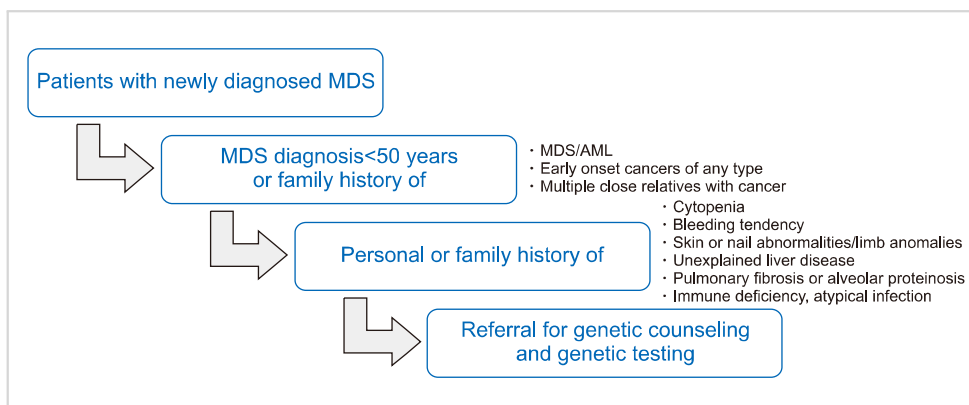 Patients with newly diagnosed MDS
MDS diagnosis<50 years
or family history of
· MDS/AML
· Early onset cancers of any type
· Multiple close relatives with cancer
Personal or family history of
· Cytopenia
· Bleeding tendency
· Skin or nail abnormalities/limb anomalies
· Unexplained liver disease
· Pulmonary fibrosis or alveolar proteinosis
· Immune deficiency, atypical infection
Referral for genetic counseling
and genetic testing